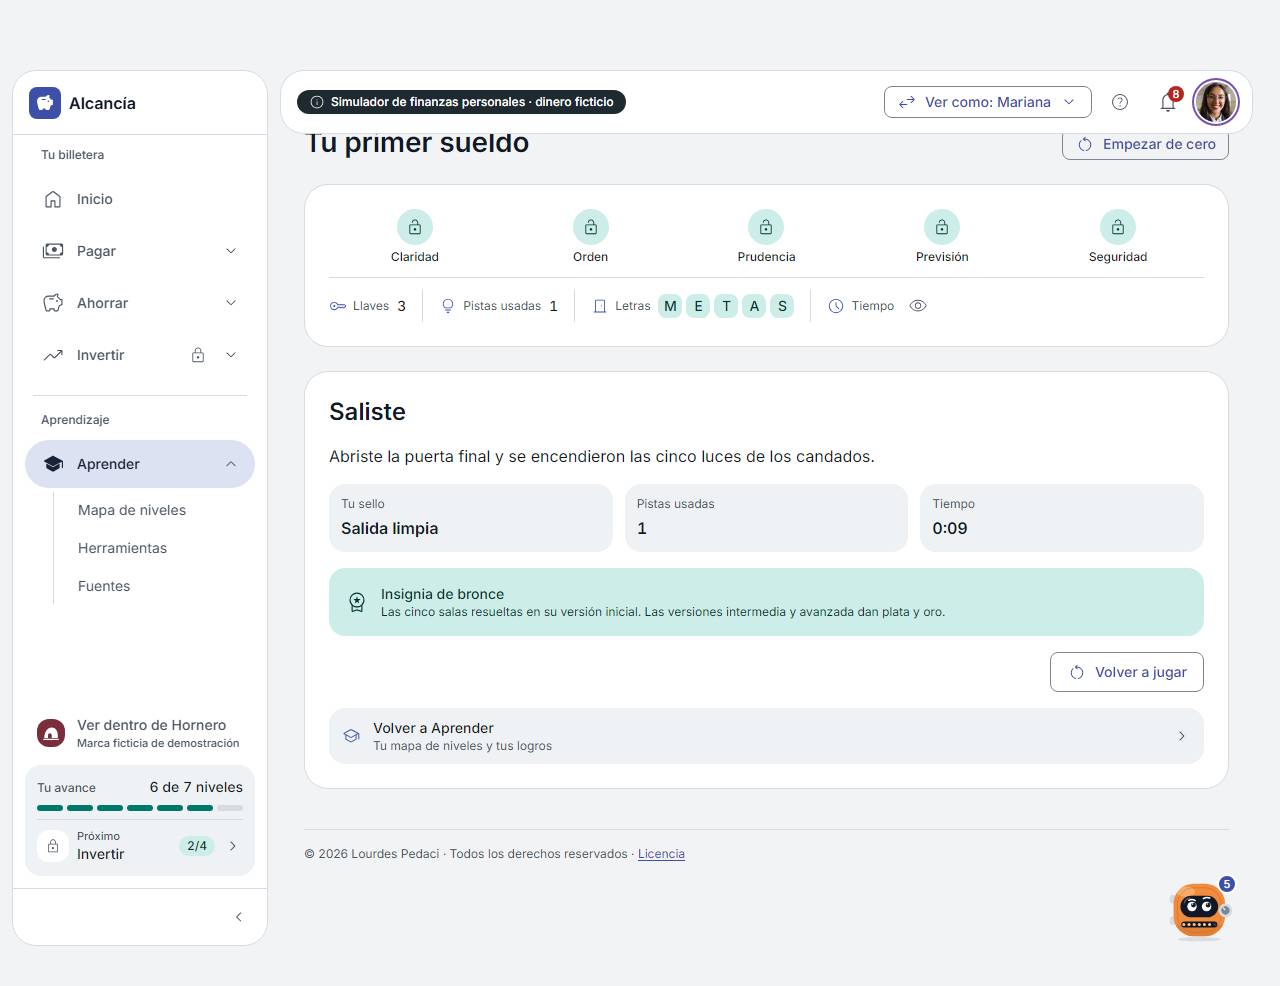 Alcancía
Simulador de finanzas personales · dinero ficticio
Ver como: Mariana
8
Tu billetera
Inicio
Pagar
Ahorrar
Invertir
Aprendizaje
Aprender
Mapa de niveles
Herramientas
Fuentes
Ver dentro de Hornero
Marca ficticia de demostración
Tu avance
6 de 7 niveles
Próximo
Invertir
2/4
Tu primer sueldo
Empezar de cero
Claridad
Orden
Prudencia
Previsión
Seguridad
Llaves 3
Pistas usadas 1
Letras M E T A S
Tiempo
Saliste
Abriste la puerta final y se encendieron las cinco luces de los candados.
Tu sello
Salida limpia
Pistas usadas
1
Tiempo
0:09
Insignia de bronce
Las cinco salas resueltas en su versión inicial. Las versiones intermedia y avanzada dan plata y oro.
Volver a jugar
Volver a Aprender
Tu mapa de niveles y tus logros
© 2026 Lourdes Pedaci · Todos los derechos reservados · Licencia
5